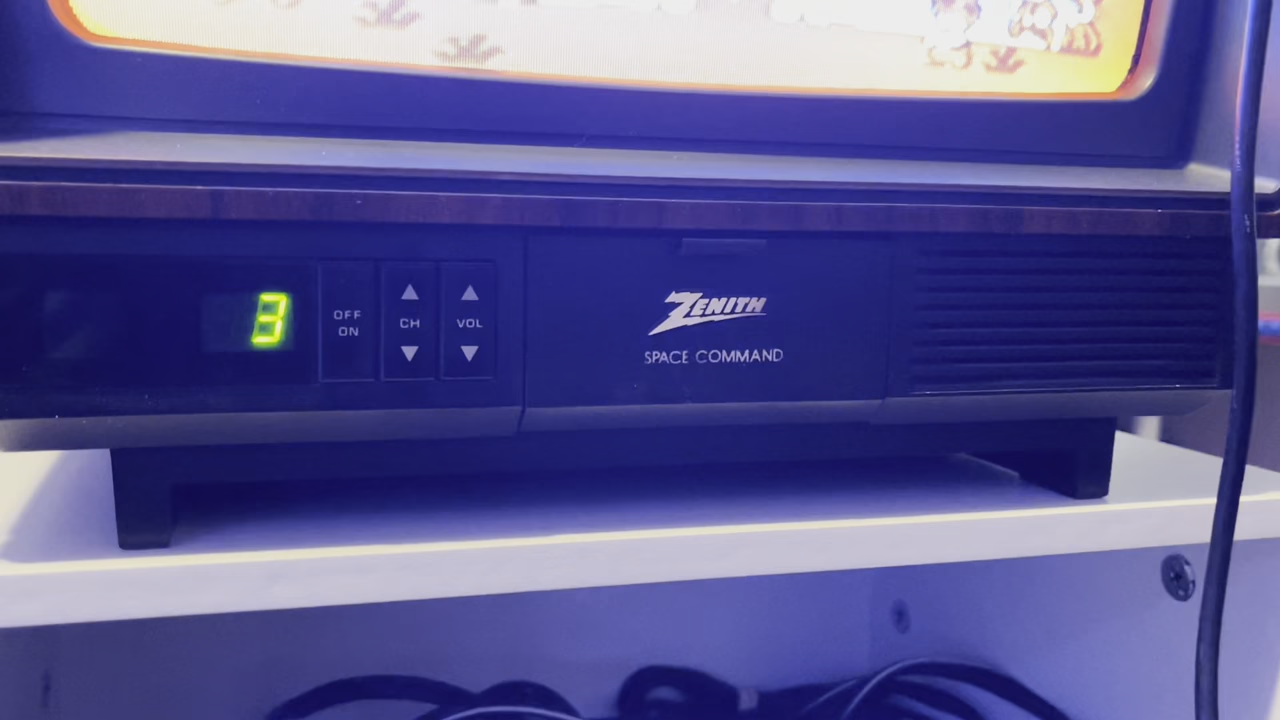 3
OFF
ON
▲
CH
▼
▲
VOL
▼
ZENITH
SPACE COMMAND